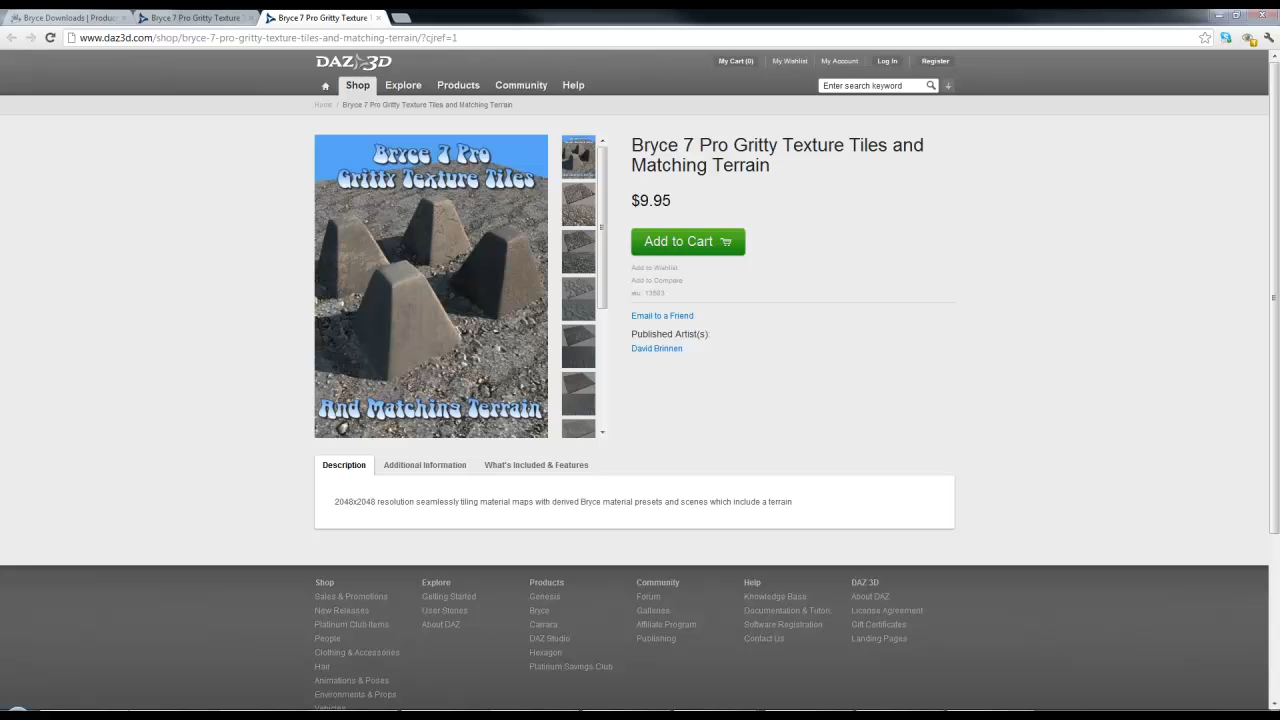 Bryce Downloads | Produc
Bryce 7 Pro Gritty Texture
Bryce 7 Pro Gritty Texture
www.daz3d.com/shop/bryce-7-pro-gritty-texture-tiles-and-matching-terrain/?cjref=1
DAZ 3D
My Cart (0)
My Wishlist
My Account
Log In
Register
Shop
Explore
Products
Community
Help
Enter search keyword
Home / Bryce 7 Pro Gritty Texture Tiles and Matching Terrain
Bryce 7 Pro
Gritty Texture Tiles
And Matching Terrain
Bryce 7 Pro Gritty Texture Tiles and
Matching Terrain
$9.95
Add to Cart
Add to Wishlist
Add to Compare
sku: 13583
Email to a Friend
Published Artist(s):
David Brinnen
Description
Additional Information
What's Included & Features
2048x2048 resolution seamlessly tiling material maps with derived Bryce material presets and scenes which include a terrain
Shop
Sales & Promotions
New Releases
Platinum Club Items
People
Clothing & Accessories
Hair
Animations & Poses
Environments & Props
Vehicles
Explore
Getting Started
User Stories
About DAZ
Products
Genesis
Bryce
Carrara
DAZ Studio
Hexagon
Platinum Savings Club
Community
Forum
Galleries
Affiliate Program
Publishing
Help
Knowledge Base
Documentation & Tutori
Software Registration
Contact Us
DAZ 3D
About DAZ
License Agreement
Gift Certificates
Landing Pages